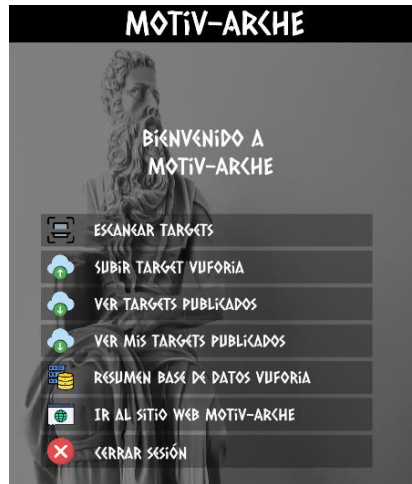 MOTIV-ARCHE
BIENVENIDO A
MOTIV-ARCHE
ESCANEAR TARGETS
SUBIR TARGET VUFORIA
VER TARGETS PUBLICADOS
VER MIS TARGETS PUBLICADOS
RESUMEN BASE DE DATOS VUFORIA
IR AL SITIO WEB MOTIV-ARCHE
CERRAR SESIÓN